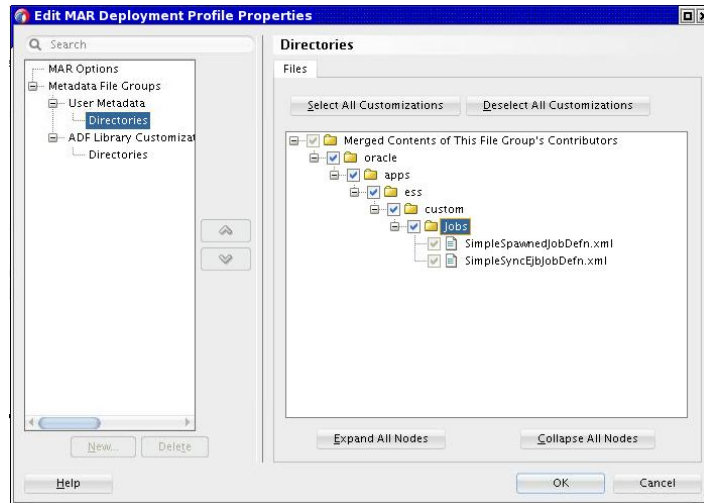 Edit MAR Deployment Profile Properties
Search
MAR Options
Metadata File Groups
User Metadata
Directories
ADF Library Customizat
Directories
New...
Delete
Directories
Files
Select All Customizations
Deselect All Customizations
Merged Contents of This File Group's Contributors
oracle
apps
ess
custom
Jobs
SimpleSpawnedJobDefn.xml
SimpleSyncEjbJobDefn.xml
Expand All Nodes
Collapse All Nodes
Help
OK
Cancel